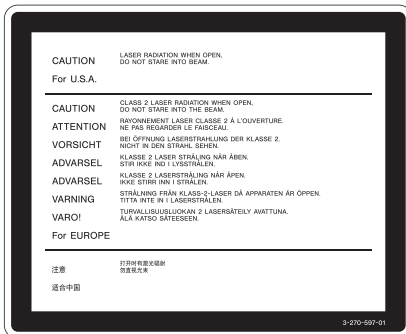 CAUTION
LASER RADIATION WHEN OPEN,
DO NOT STARE INTO BEAM.
For U.S.A.
CAUTION
CLASS 2 LASER RADIATION WHEN OPEN,
DO NOT STARE INTO THE BEAM.
ATTENTION
RAYONNEMENT LASER CLASSE 2 À L'OUVERTURE.
NE PAS REGARDER LE FAISCEAU.
VORSICHT
BEI ÖFFNUNG LASERSTRAHLUNG DER KLASSE 2.
NICHT IN DEN STRAHL SEHEN.
ADVARSEL
KLASSE 2 LASER STRÅLING NÅR ÅBEN.
STIR IKKE IND I LYSSTRÅLEN.
ADVARSEL
KLASSE 2 LASERSTRÅLING NÅR ÅPEN.
IKKE STIRR INN I STRÅLEN.
VARNING
STRÅLNING FRÅN KLASS-2-LASER DÅ APPARATEN ÄR ÖPPEN.
TITTA INTE IN I LASERSTRÅLEN.
VARO!
TURVALLISUUSLUOKAN 2 LASERSÄTEILY AVATTUNA.
ÄLÄ KATSO SÄTEESEEN.
For EUROPE
注意
打开时有激光辐射
勿直视光束
适合中国
3-270-597-01